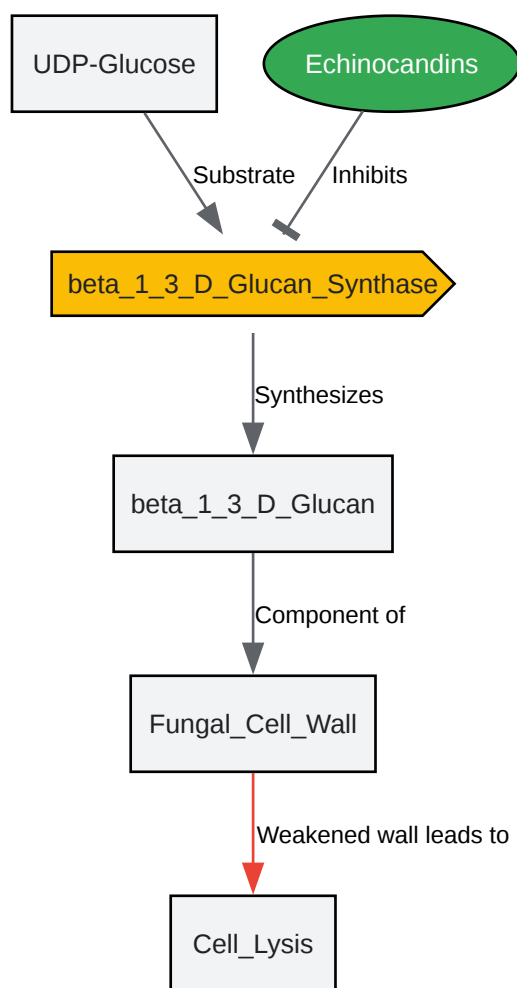 UDP-Glucose
Echinocandins
Substrate
Inhibits
beta_1_3_D_Glucan_Synthase
Synthesizes
beta_1_3_D_Glucan
Component of
Fungal_Cell_Wall
Weakened wall leads to
Cell_Lysis